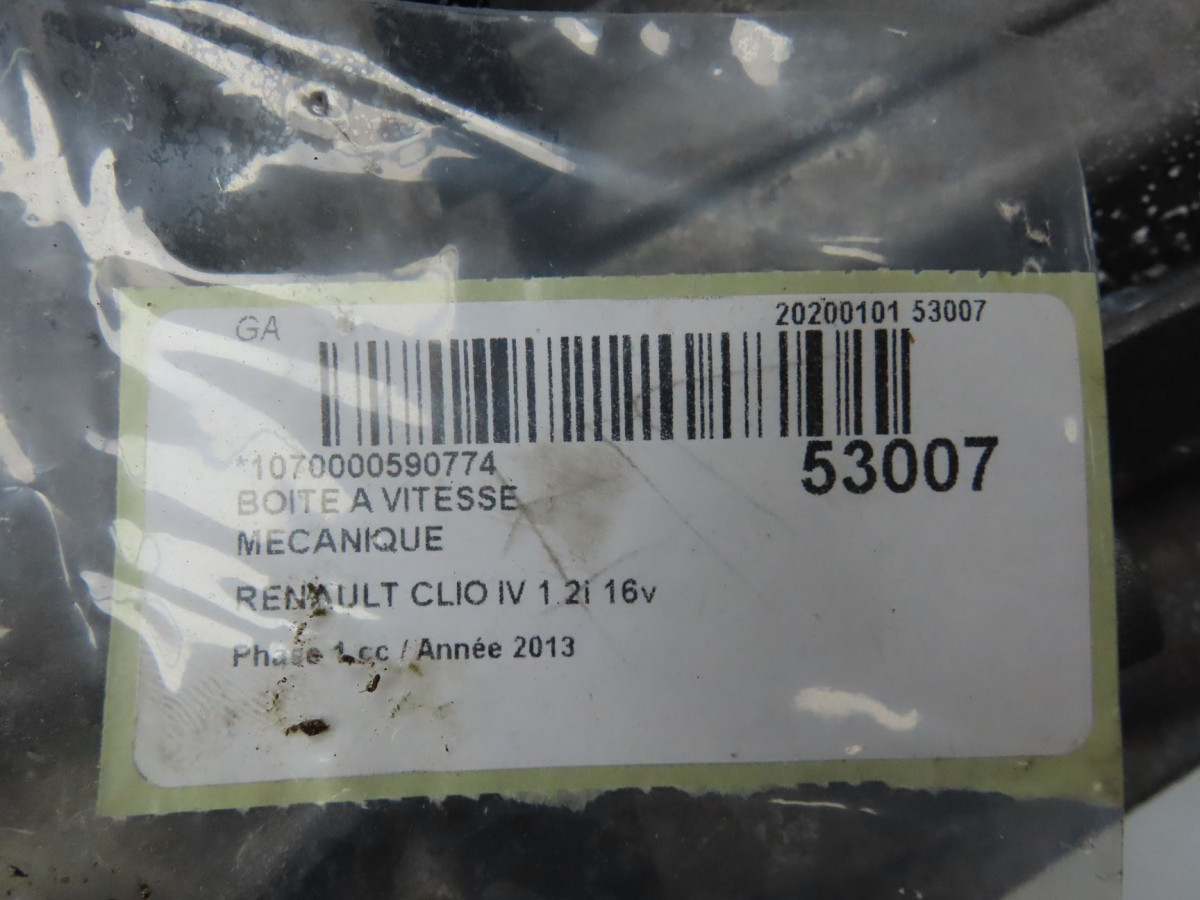 GA
20200101 53007
*1070000590774
53007
BOITE A VITESSE
MECANIQUE
RENAULT CLIO IV 1.2i 16v
Phase 1 cc / Année 2013